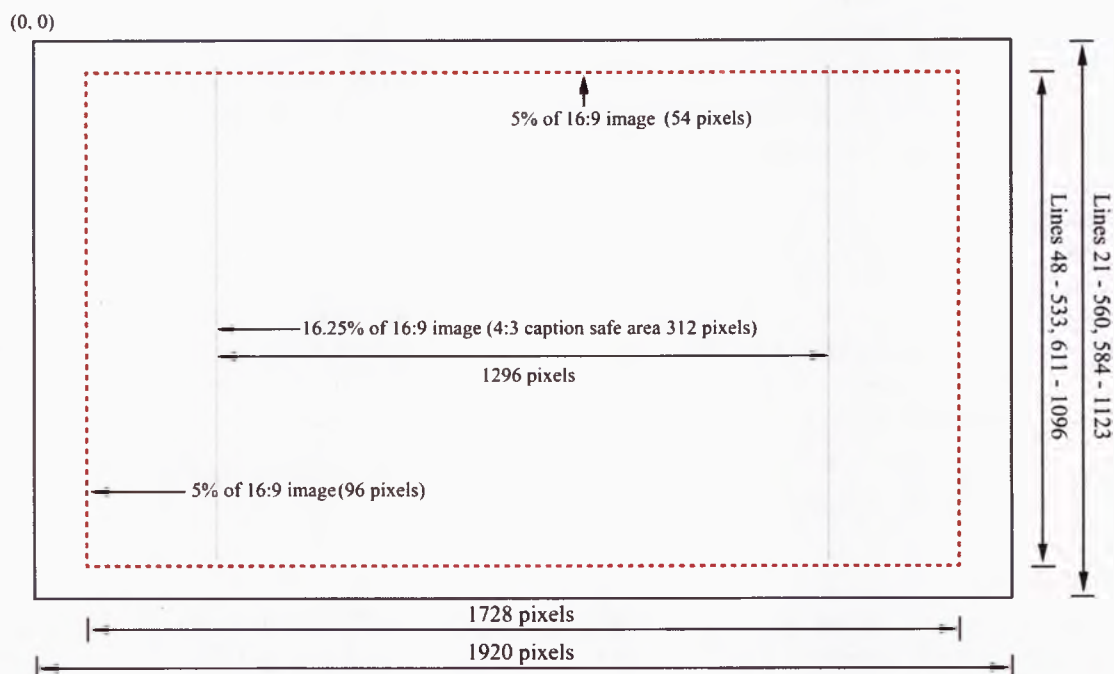 (0, 0)
5% of 16:9 image (54 pixels)
16.25% of 16:9 image (4:3 caption safe area 312 pixels)
1296 pixels
5% of 16:9 image (96 pixels)
1728 pixels
1920 pixels
Lines 48 - 533, 611 - 1096
Lines 21 - 560, 584 - 1123